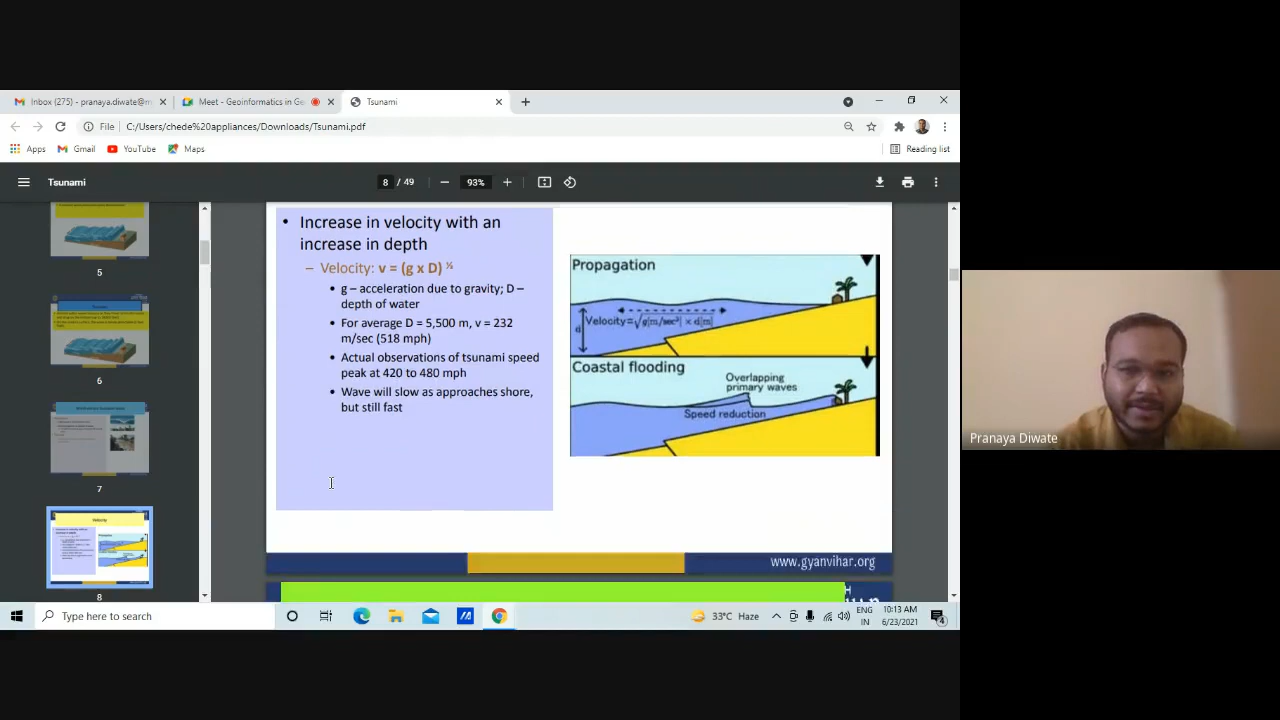 Inbox (275) - pranaya.diwate@m
Meet - Geoinformatics in Ge
Tsunami
File
C:/Users/chede%20appliances/Downloads/Tsunami.pdf
Apps
Gmail
YouTube
Maps
Reading list
Tsunami
8 / 49
93%
5
6
7
Velocity
8
• Increase in velocity with an
increase in depth
– Velocity: v = (g x D) ½
• g – acceleration due to gravity; D –
depth of water
• For average D = 5,500 m, v = 232
m/sec (518 mph)
• Actual observations of tsunami speed
peak at 420 to 480 mph
• Wave will slow as approaches shore,
but still fast
Propagation
d
Velocity=√g[m/sec²] × d[m]
Coastal flooding
Overlapping
primary waves
Speed reduction
www.gyanvihar.org
Pranaya Diwate
Type here to search
33°C Haze
ENG
IN
10:13 AM
6/23/2021
4